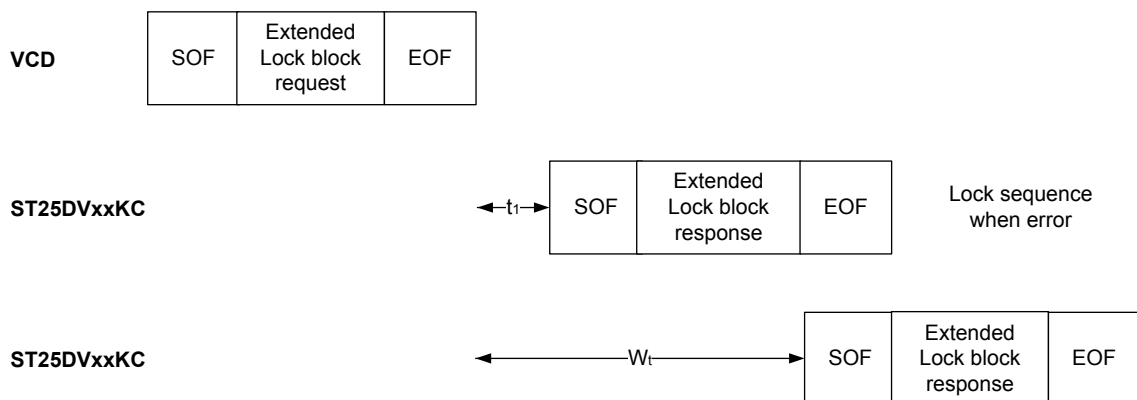 VCD
SOF
Extended
Lock block
request
EOF
ST25DVxxKC
t1
SOF
Extended
Lock block
response
EOF
Lock sequence
when error
ST25DVxxKC
Wt
SOF
Extended
Lock block
response
EOF